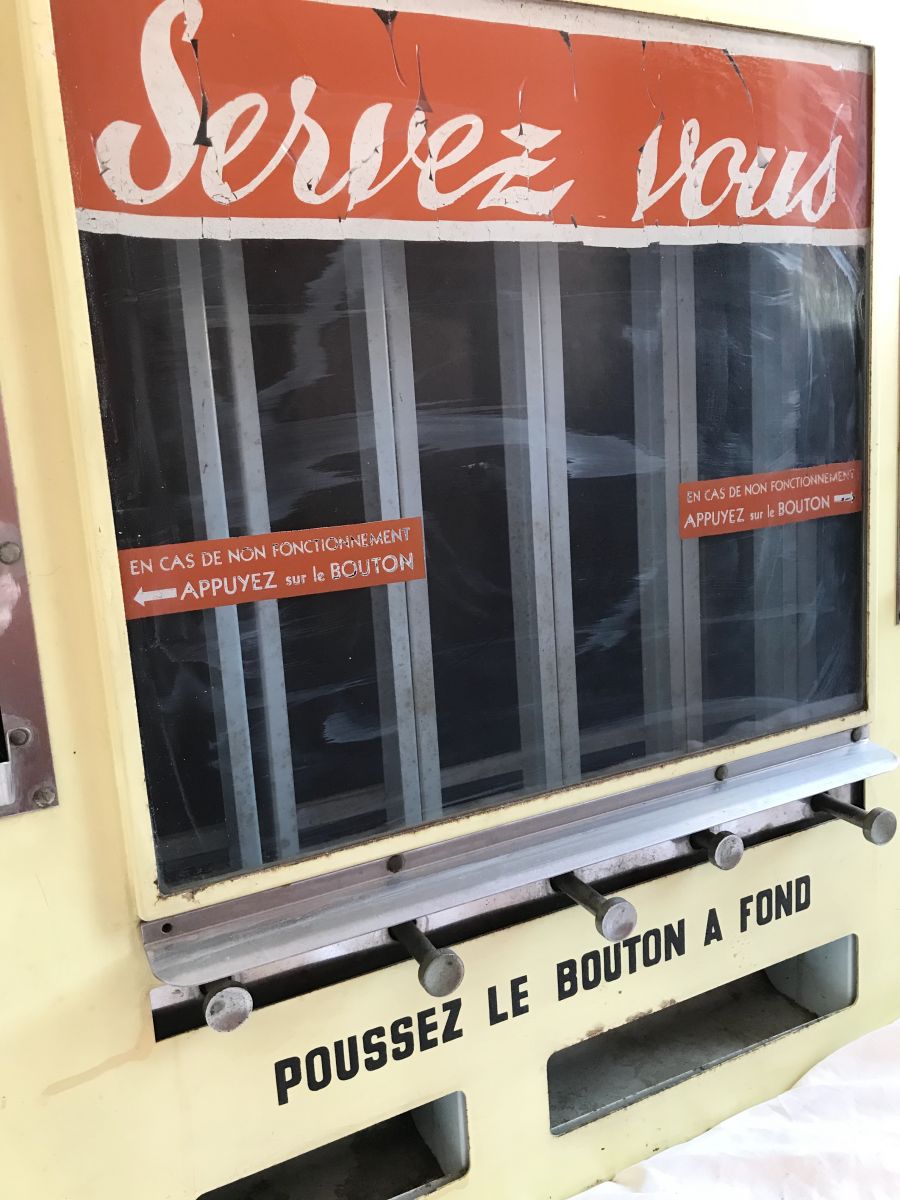 Servez vous
EN CAS DE NON FONCTIONNEMENT
← APPUYEZ sur le BOUTON
EN CAS DE NON FONCTIONNEMENT
APPUYEZ sur le BOUTON →
POUSSEZ LE BOUTON A FOND